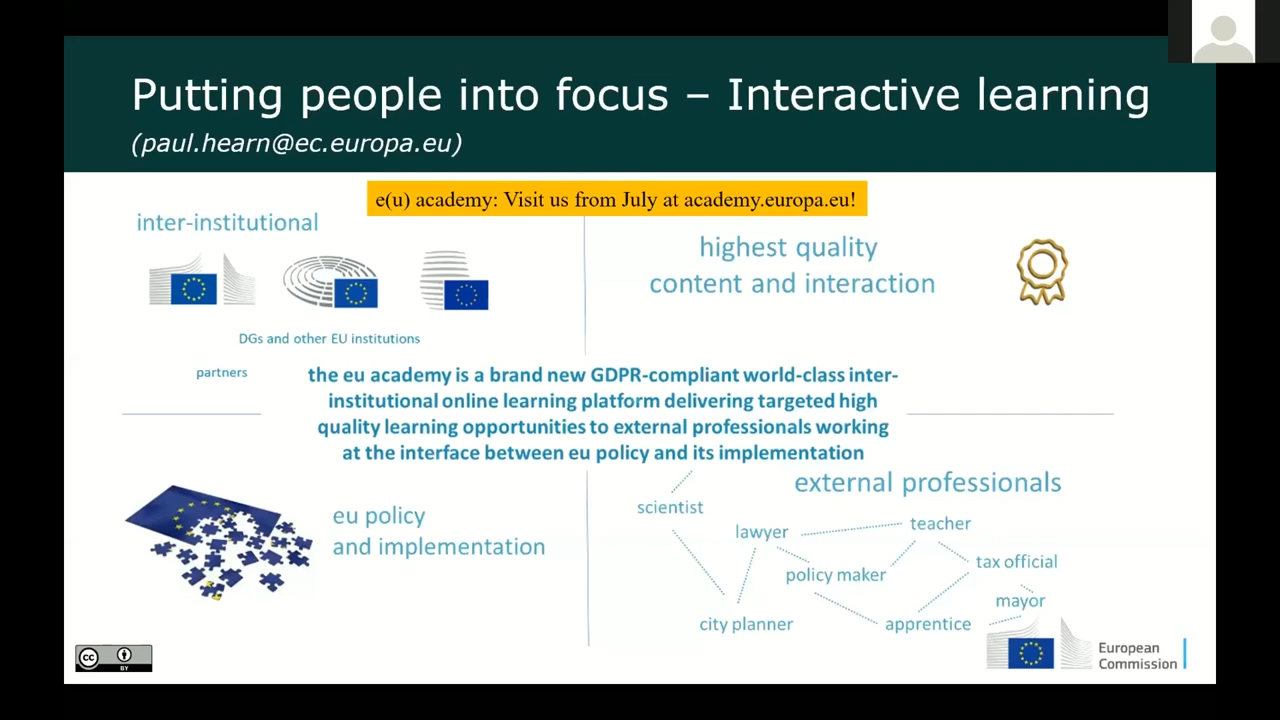 Putting people into focus – Interactive learning
(paul.hearn@ec.europa.eu)
e(u) academy: Visit us from July at academy.europa.eu!
inter-institutional
DGs and other EU institutions
partners
highest quality
content and interaction
the eu academy is a brand new GDPR-compliant world-class inter-
institutional online learning platform delivering targeted high
quality learning opportunities to external professionals working
at the interface between eu policy and its implementation
eu policy
and implementation
external professionals
scientist
lawyer
teacher
policy maker
tax official
mayor
city planner
apprentice
cc
BY
European
Commission